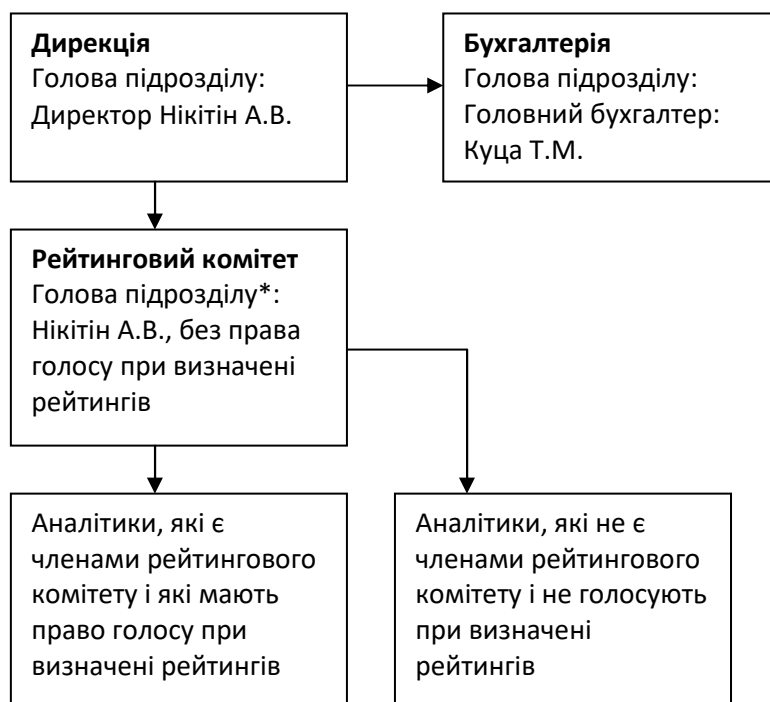 Дирекція
Голова підрозділу:
Директор Нікітін А.В.
Бухгалтерія
Голова підрозділу:
Головний бухгалтер:
Куца Т.М.
Рейтинговий комітет
Голова підрозділу*:
Нікітін А.В., без права
голосу при визначені
рейтингів
Аналітики, які є
членами рейтингового
комітету і які мають
право голосу при
визначені рейтингів
Аналітики, які не є
членами рейтингового
комітету і не голосують
при визначені
рейтингів